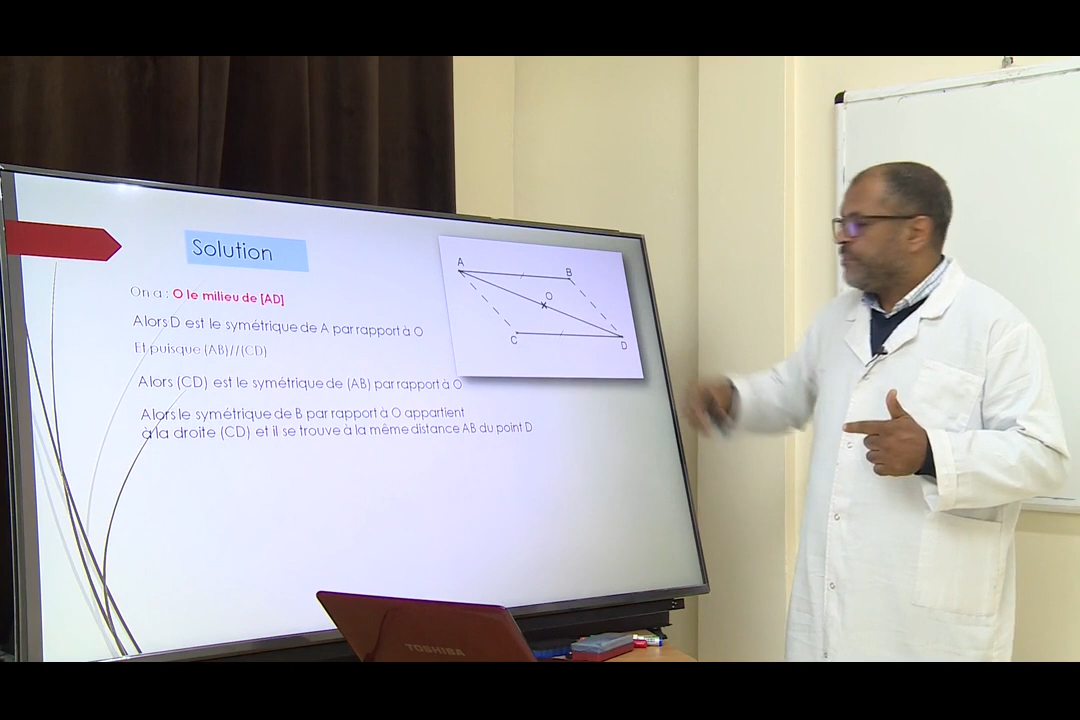 Solution
On a : O le milieu de [AD]
Alors D est le symétrique de A par rapport à O
Et puisque (AB)//(CD)
Alors (CD) est le symétrique de (AB) par rapport à O
Alors le symétrique de B par rapport à O appartient
à la droite (CD) et il se trouve à la même distance AB du point D
A
B
O
C
D
TOSHIBA